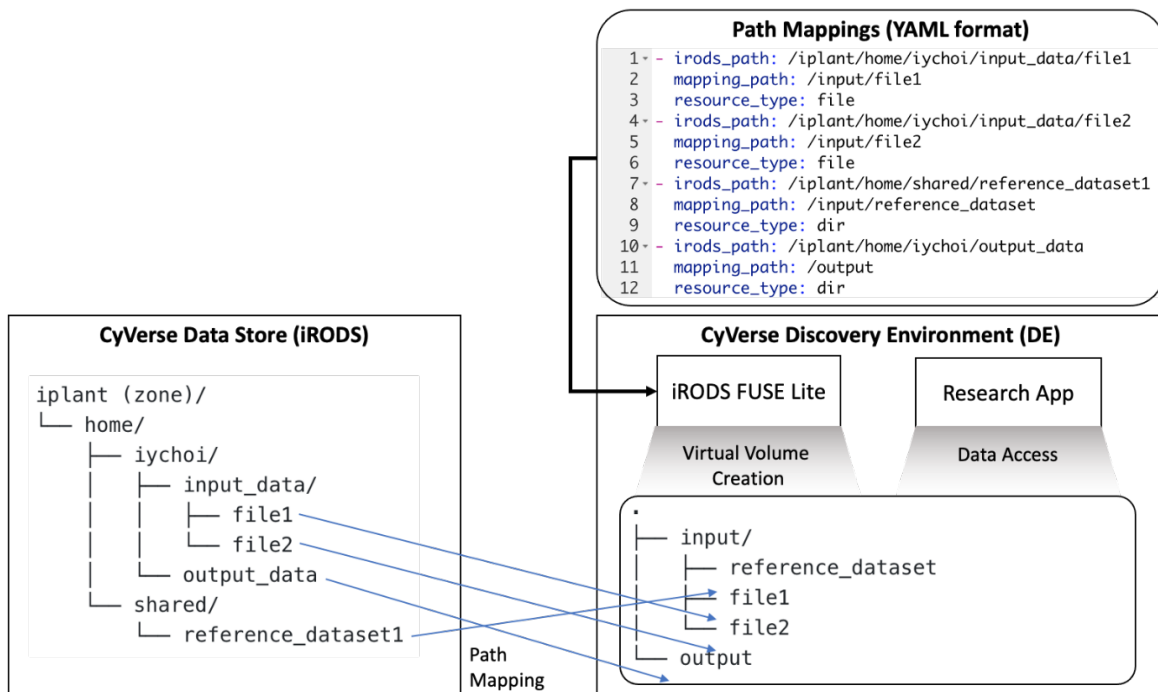 Path Mappings (YAML format)
1 - irods_path: /iplant/home/iychoi/input_data/file1
2 mapping_path: /input/file1
3 resource_type: file
4 - irods_path: /iplant/home/iychoi/input_data/file2
5 mapping_path: /input/file2
6 resource_type: file
7 - irods_path: /iplant/home/shared/reference_dataset1
8 mapping_path: /input/reference_dataset
9 resource_type: dir
10 - irods_path: /iplant/home/iychoi/output_data
11 mapping_path: /output
12 resource_type: dir
CyVerse Data Store (iRODS)
iplant (zone)/
home/
iychoi/
input_data/
file1
file2
output_data
shared/
reference_dataset1
Path
Mapping
CyVerse Discovery Environment (DE)
iRODS FUSE Lite
Research App
Virtual Volume
Creation
Data Access
.
input/
reference_dataset
file1
file2
output